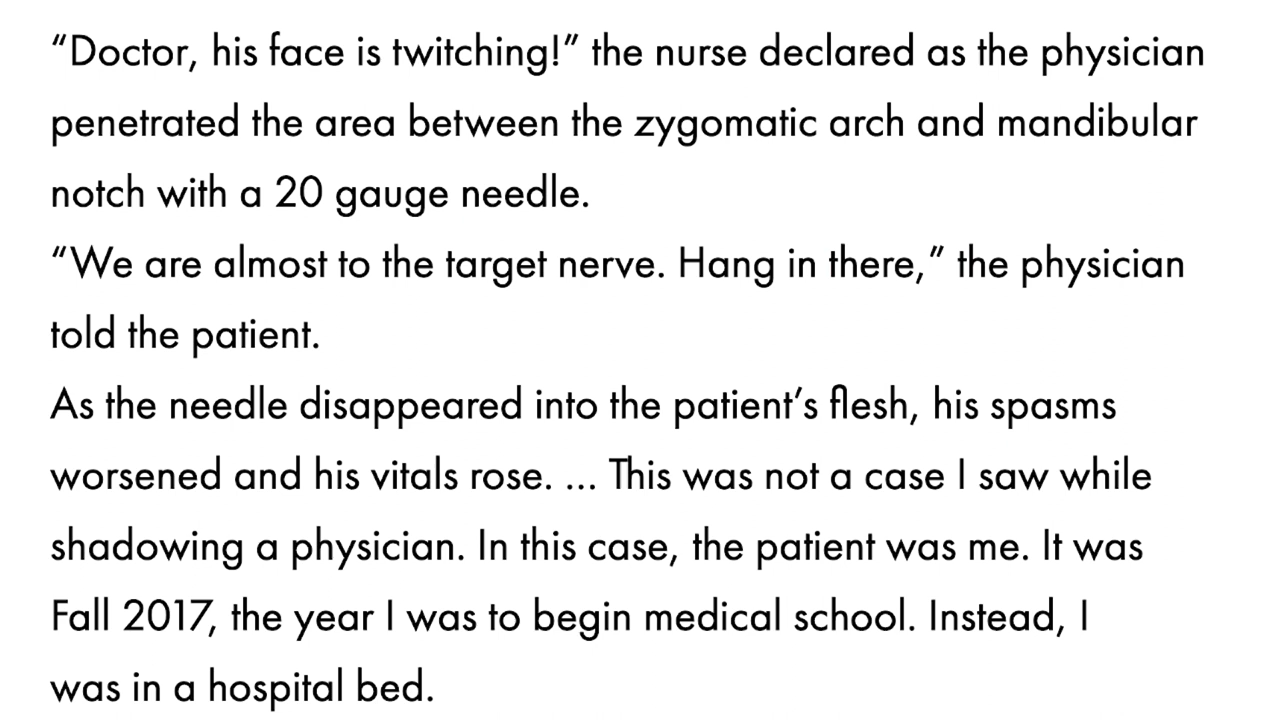 “Doctor, his face is twitching!” the nurse declared as the physician
penetrated the area between the zygomatic arch and mandibular
notch with a 20 gauge needle.
“We are almost to the target nerve. Hang in there,” the physician
told the patient.
As the needle disappeared into the patient’s flesh, his spasms
worsened and his vitals rose. ... This was not a case I saw while
shadowing a physician. In this case, the patient was me. It was
Fall 2017, the year I was to begin medical school. Instead, I
was in a hospital bed.